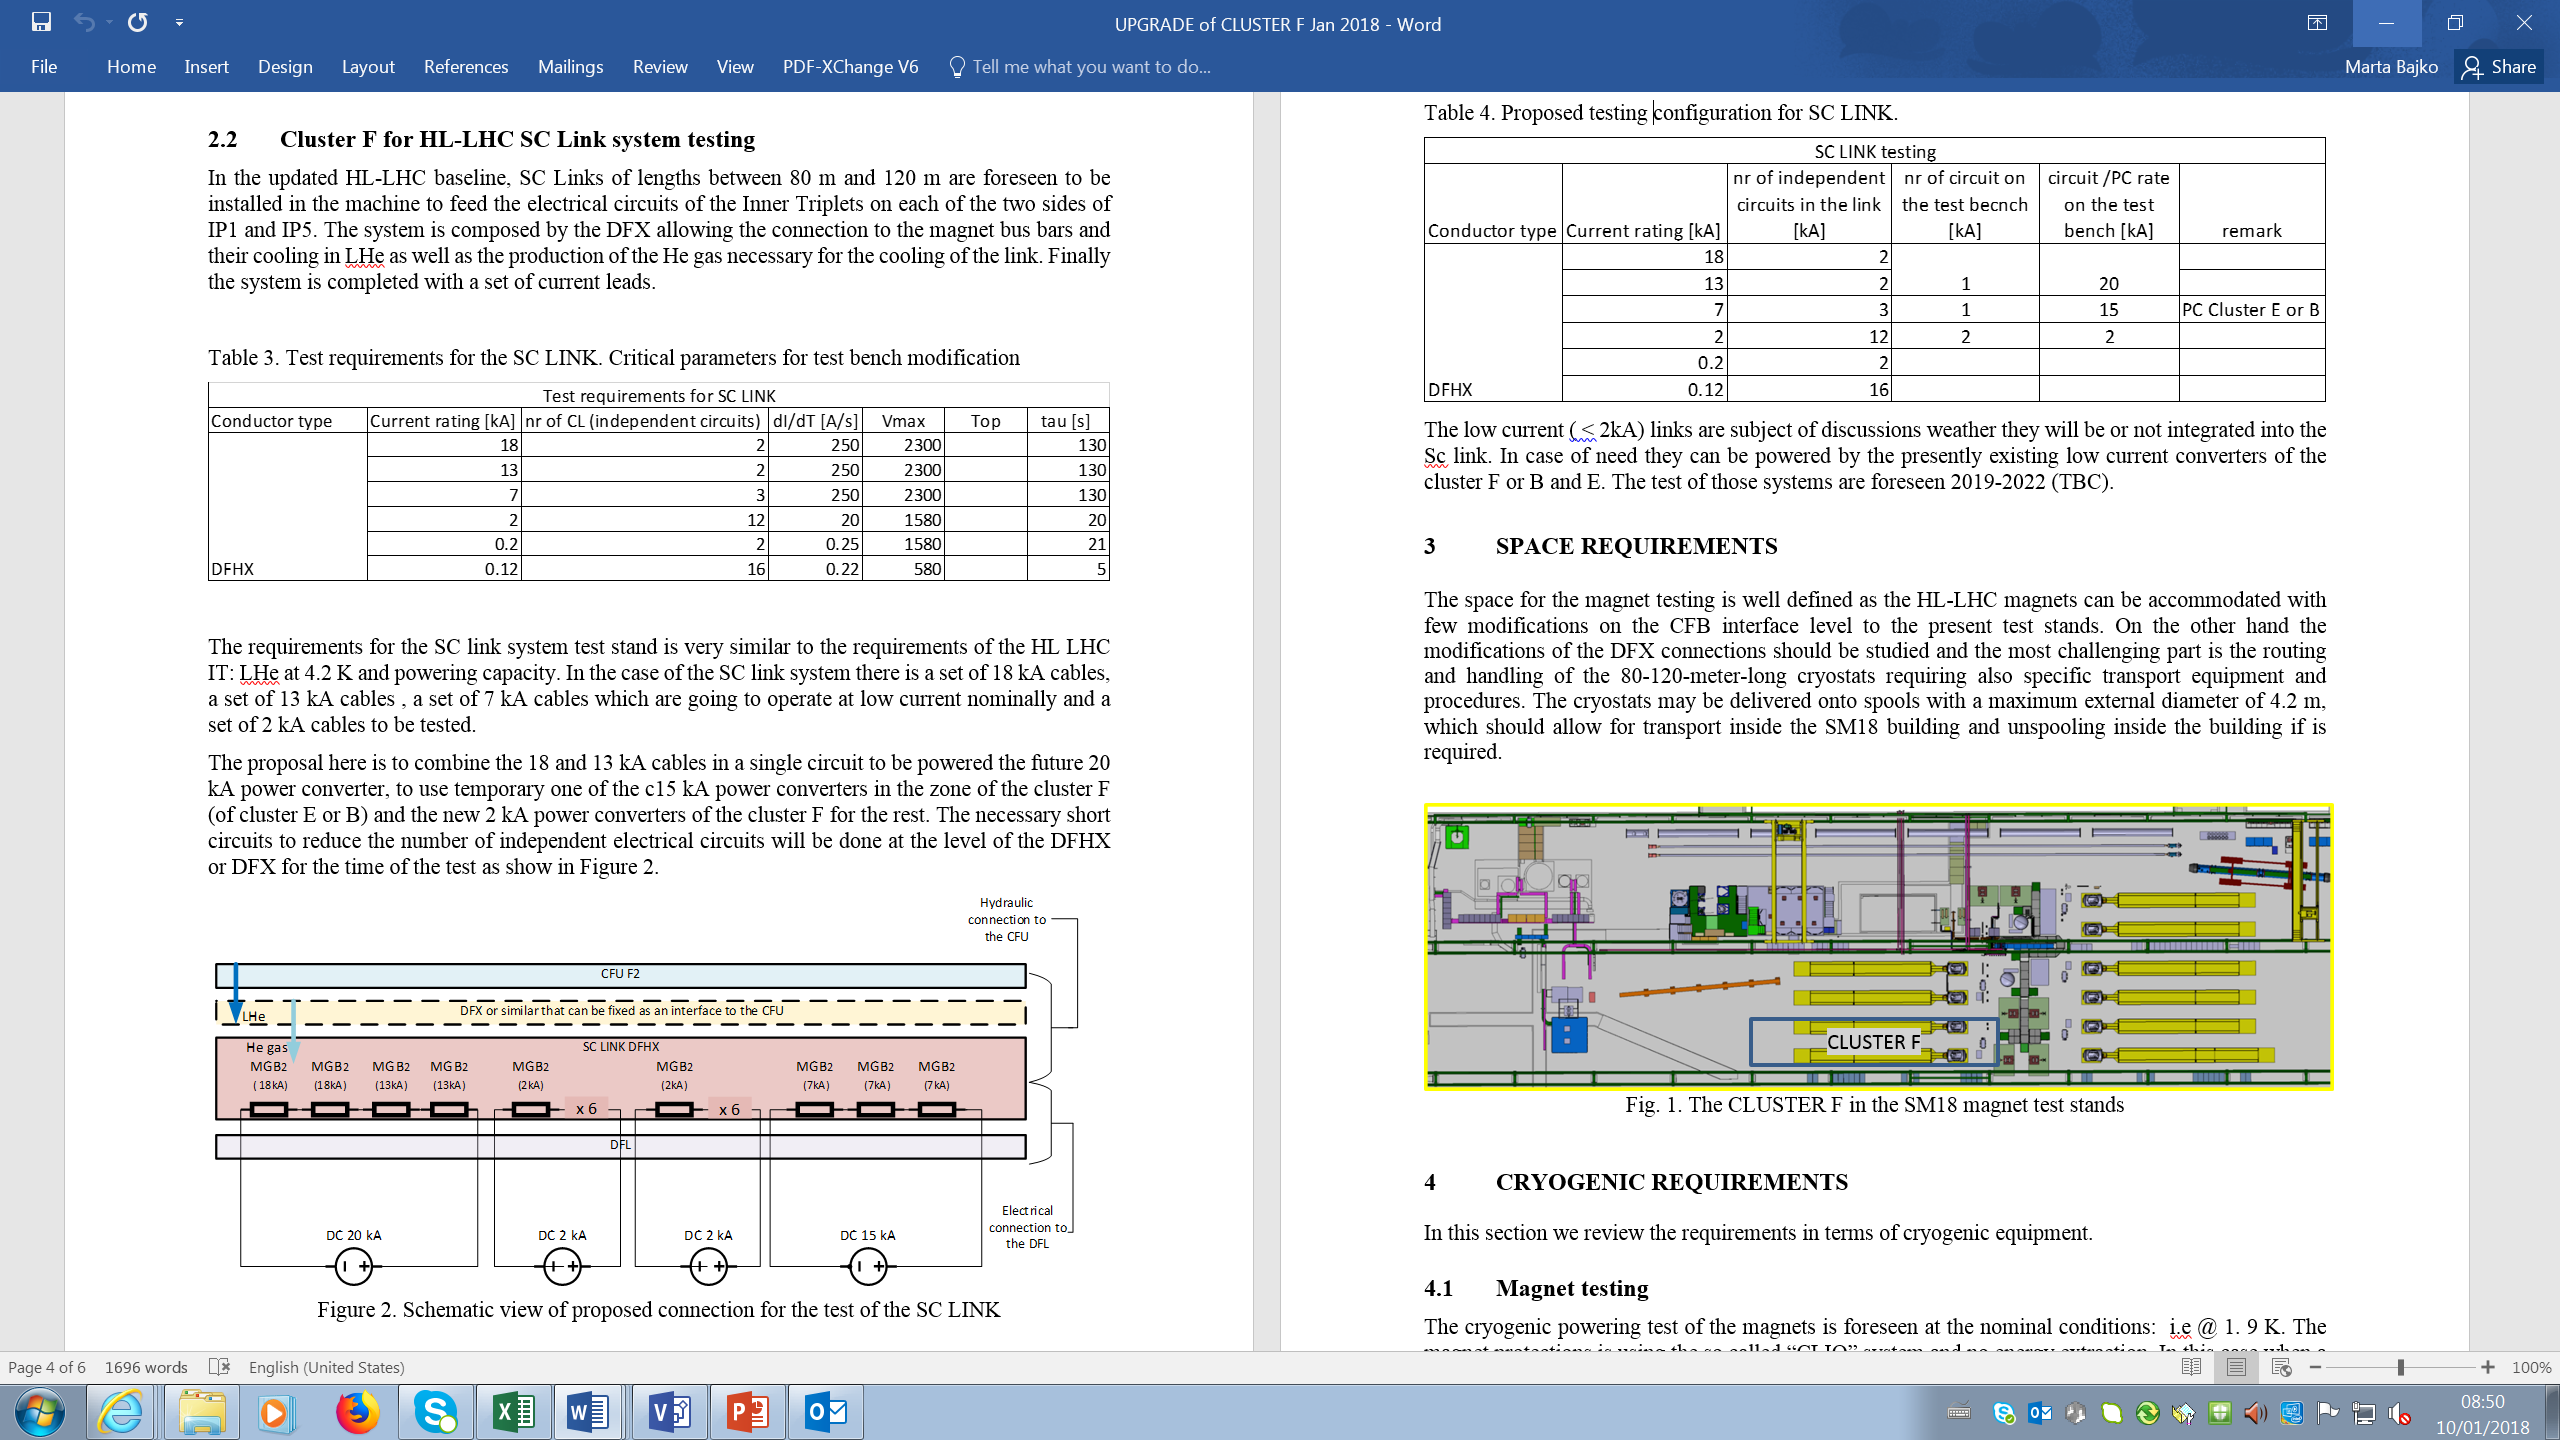 UPGRADE of CLUSTER F Jan 2018 - Word
File Home Insert Design Layout References Mailings Review View PDF-XChange V6 Tell me what you want to do... Marta Bajko Share
2.2 Cluster F for HL-LHC SC Link system testing
In the updated HL-LHC baseline, SC Links of lengths between 80 m and 120 m are foreseen to be
installed in the machine to feed the electrical circuits of the Inner Triplets on each of the two sides of
IP1 and IP5. The system is composed by the DFX allowing the connection to the magnet bus bars and
their cooling in LHe as well as the production of the He gas necessary for the cooling of the link. Finally
the system is completed with a set of current leads.
Table 3. Test requirements for the SC LINK. Critical parameters for test bench modification
Test requirements for SC LINK
Conductor type Current rating [kA] nr of CL (independent circuits) dI/dT [A/s] Vmax Top tau [s]
18 2 250 2300 130
13 2 250 2300 130
7 3 250 2300 130
2 12 20 1580 20
0.2 2 0.25 1580 21
DFHX 0.12 16 0.22 580 5
The requirements for the SC link system test stand is very similar to the requirements of the HL LHC
IT: LHe at 4.2 K and powering capacity. In the case of the SC link system there is a set of 18 kA cables,
a set of 13 kA cables , a set of 7 kA cables which are going to operate at low current nominally and a
set of 2 kA cables to be tested.
The proposal here is to combine the 18 and 13 kA cables in a single circuit to be powered the future 20
kA power converter, to use temporary one of the c15 kA power converters in the zone of the cluster F
(of cluster E or B) and the new 2 kA power converters of the cluster F for the rest. The necessary short
circuits to reduce the number of independent electrical circuits will be done at the level of the DFHX
or DFX for the time of the test as show in Figure 2.
Hydraulic
connection to
the CFU
CFU F2
DFX or similar that can be fixed as an interface to the CFU
LHe
He gas SC LINK DFHX
MGB2 MGB2 MGB2 MGB2 MGB2 MGB2 MGB2 MGB2 MGB2
(18kA) (18kA) (13kA) (13kA) (2kA) (2kA) (7kA) (7kA) (7kA)
x 6 x 6
DFL
Electrical
connection to
the DFL
DC 20 kA DC 2 kA DC 2 kA DC 15 kA
Figure 2. Schematic view of proposed connection for the test of the SC LINK
Table 4. Proposed testing configuration for SC LINK.
SC LINK testing
nr of independent nr of circuit on circuit /PC rate
circuits in the link the test becnch on the test
Conductor type Current rating [kA] [kA] [kA] bench [kA] remark
18 2
13 2 1 20
7 3 1 15 PC Cluster E or B
2 12 2 2
0.2 2
DFHX 0.12 16
The low current ( < 2kA) links are subject of discussions weather they will be or not integrated into the
Sc link. In case of need they can be powered by the presently existing low current converters of the
cluster F or B and E. The test of those systems are foreseen 2019-2022 (TBC).
3 SPACE REQUIREMENTS
The space for the magnet testing is well defined as the HL-LHC magnets can be accommodated with
few modifications on the CFB interface level to the present test stands. On the other hand the
modifications of the DFX connections should be studied and the most challenging part is the routing
and handling of the 80-120-meter-long cryostats requiring also specific transport equipment and
procedures. The cryostats may be delivered onto spools with a maximum external diameter of 4.2 m,
which should allow for transport inside the SM18 building and unspooling inside the building if is
required.
CLUSTER F
Fig. 1. The CLUSTER F in the SM18 magnet test stands
4 CRYOGENIC REQUIREMENTS
In this section we review the requirements in terms of cryogenic equipment.
4.1 Magnet testing
The cryogenic powering test of the magnets is foreseen at the nominal conditions: i.e @ 1. 9 K. The
Page 4 of 6 1696 words English (United States) 100%
08:50
10/01/2018